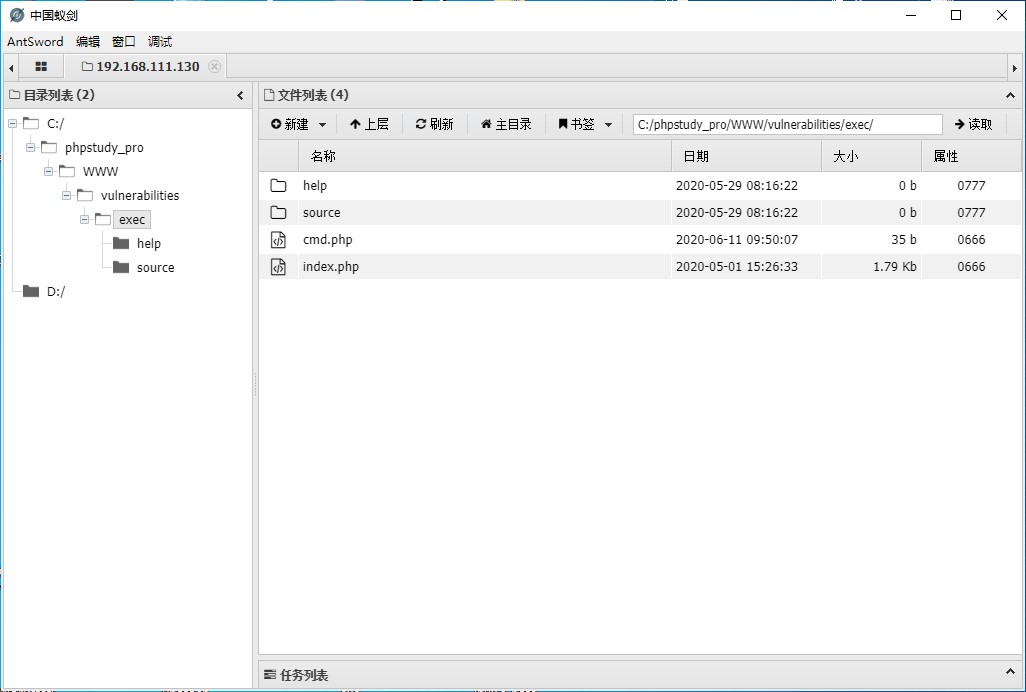 中国蚁剑
AntSword 编辑 窗口 调试
192.168.111.130
目录列表 (2)
C:/
phpstudy_pro
WWW
vulnerabilities
exec
help
source
D:/
文件列表 (4)
新建 上层 刷新 主目录 书签 C:/phpstudy_pro/WWW/vulnerabilities/exec/ 读取
名称 日期 大小 属性
help 2020-05-29 08:16:22 0 b 0777
source 2020-05-29 08:16:22 0 b 0777
cmd.php 2020-06-11 09:50:07 35 b 0666
index.php 2020-05-01 15:26:33 1.79 Kb 0666
任务列表